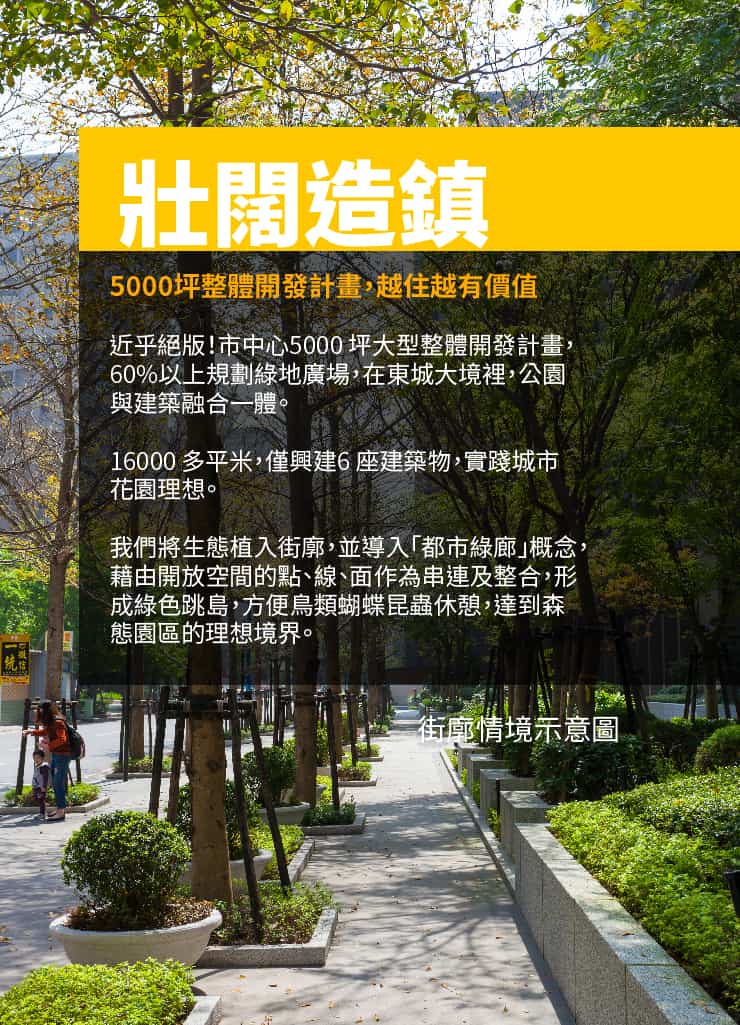 壯闊造鎮
5000坪整體開發計畫，越住越有價值
近乎絕版！市中心5000 坪大型整體開發計畫，
60%以上規劃綠地廣場，在東城大境裡，公園
與建築融合一體。
16000 多平米，僅興建6 座建築物，實踐城市
花園理想。
我們將生態植入街廓，並導入「都市綠廊」概念，
藉由開放空間的點、線、面作為串連及整合，形
成綠色跳島，方便鳥類蝴蝶昆蟲休憩，達到森
態園區的理想境界。
街廓情境示意圖